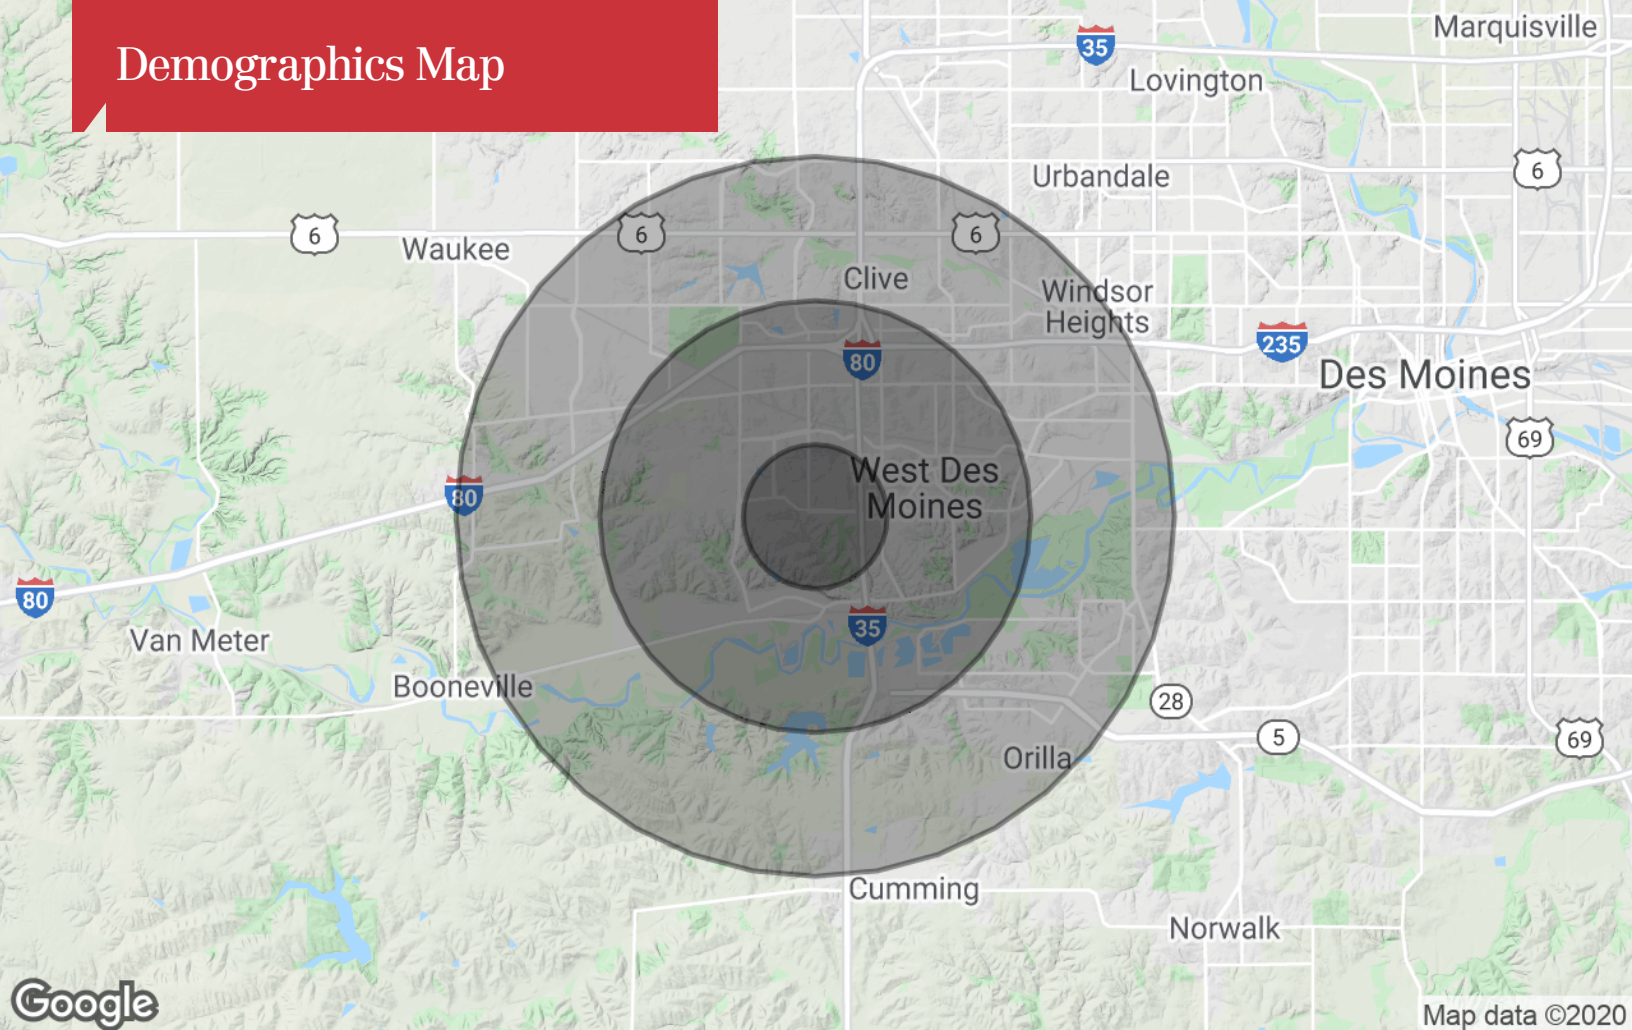 Demographics Map
Marquisville
35
Lovington
6
Urbandale
6
6
6
Waukee
Clive
Windsor
Heights
235
80
Des Moines
69
West Des
Moines
80
80
35
Van Meter
Booneville
28
5
69
Orilla
Cumming
Norwalk
Google
Map data ©2020